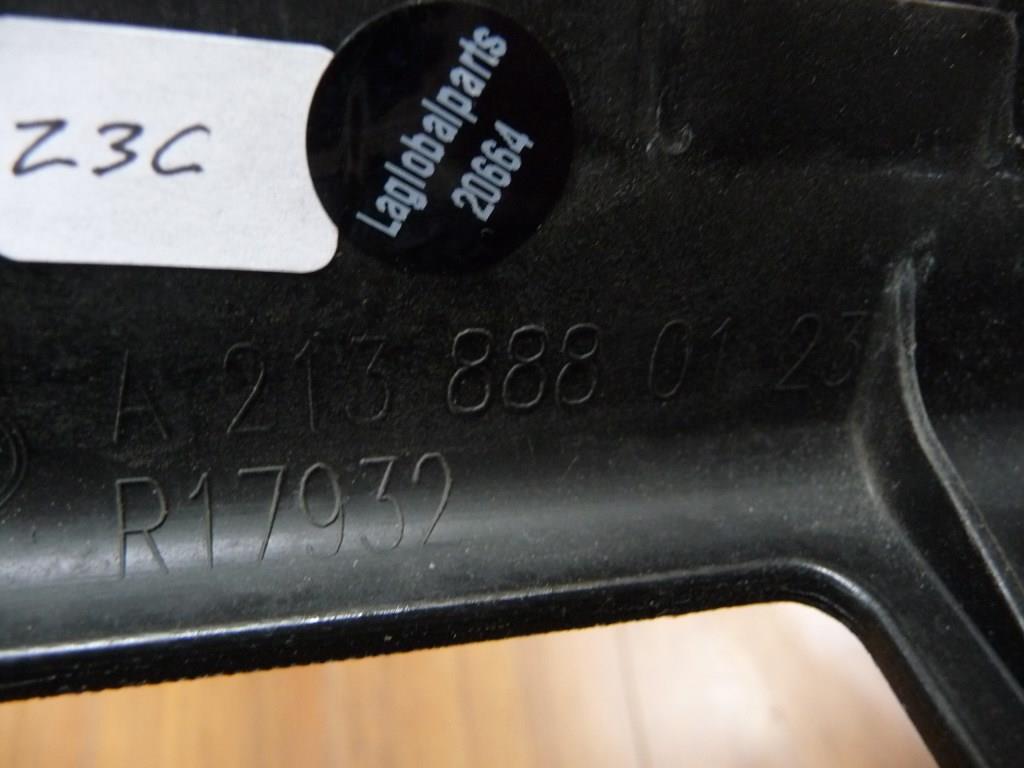 Z3C
Laglobalparts
20664
A 213 888 01 23
R17932